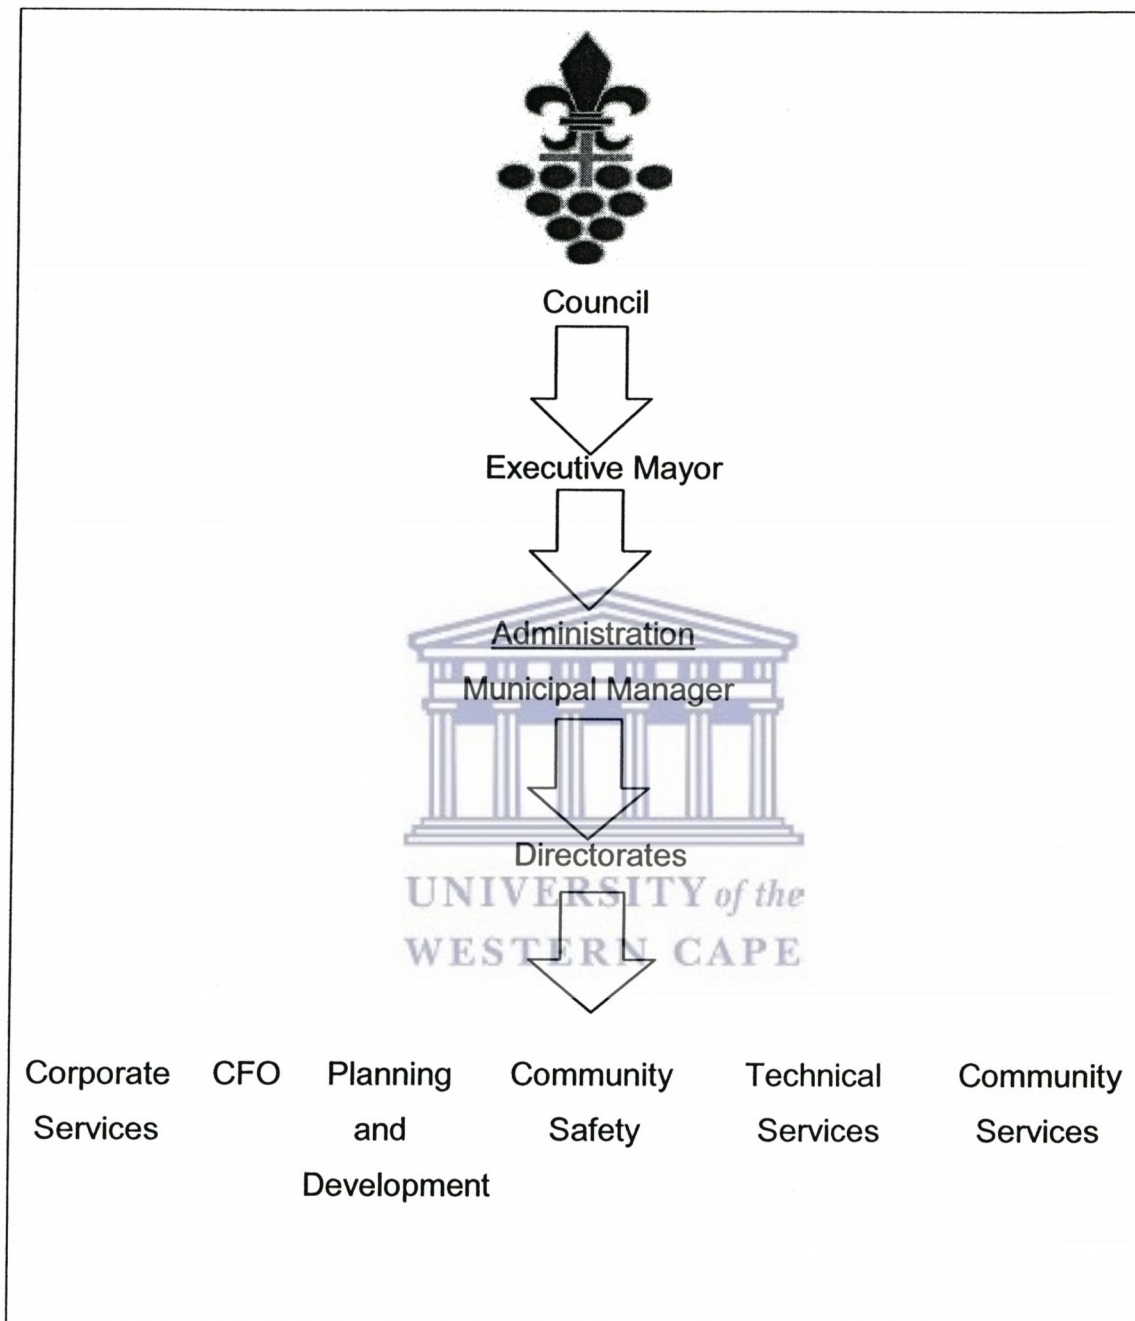 Council
Executive Mayor
Administration
Municipal Manager
Directorates
UNIVERSITY of the
WESTERN CAPE
Corporate CFO Planning Community Technical Community
Services and Safety Services Services
Development